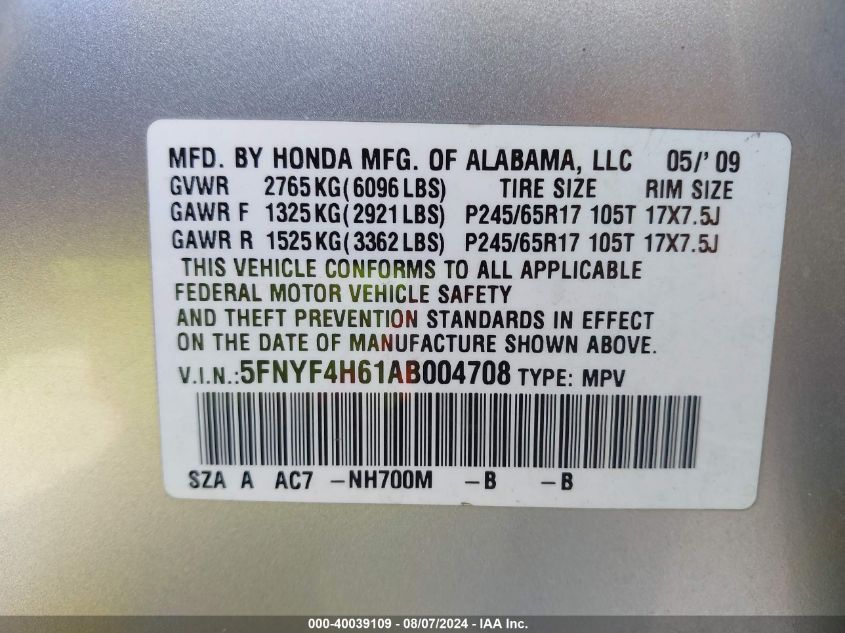 MFD. BY HONDA MFG. OF ALABAMA, LLC 05/'09
GVWR 2765KG(6096LBS) TIRE SIZE RIM SIZE
GAWR F 1325KG(2921LBS) P245/65R17 105T 17X7.5J
GAWR R 1525KG(3362LBS) P245/65R17 105T 17X7.5J
THIS VEHICLE CONFORMS TO ALL APPLICABLE
FEDERAL MOTOR VEHICLE SAFETY
AND THEFT PREVENTION STANDARDS IN EFFECT
ON THE DATE OF MANUFACTURE SHOWN ABOVE.
V.I.N.:5FNYF4H61AB004708 TYPE: MPV
SZA A AC7 -NH700M -B -B
000-40039109 - 08/07/2024 - IAA Inc.